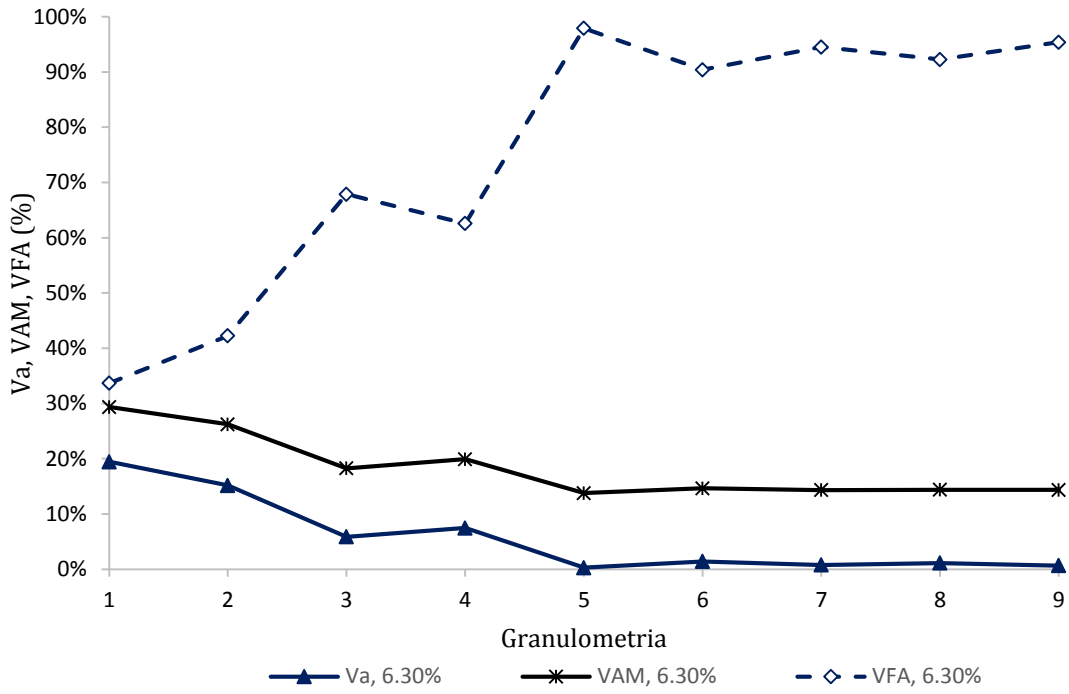 100%
90%
80%
70%
60%
50%
40%
30%
20%
10%
0%
Va, VAM, VFA (%)
1 2 3 4 5 6 7 8 9
Granulometria
Va, 6.30% VAM, 6.30% VFA, 6.30%